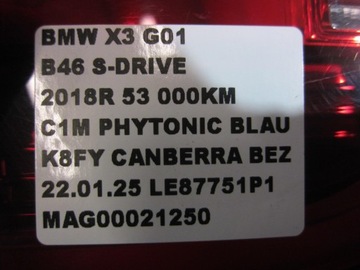 BMW X3 G01
B46 S-DRIVE
2018R 53 000KM
C1M PHYTONIC BLAU
K8FY CANBERRA BEZ
22.01.25 LE87751P1
MAG00021250